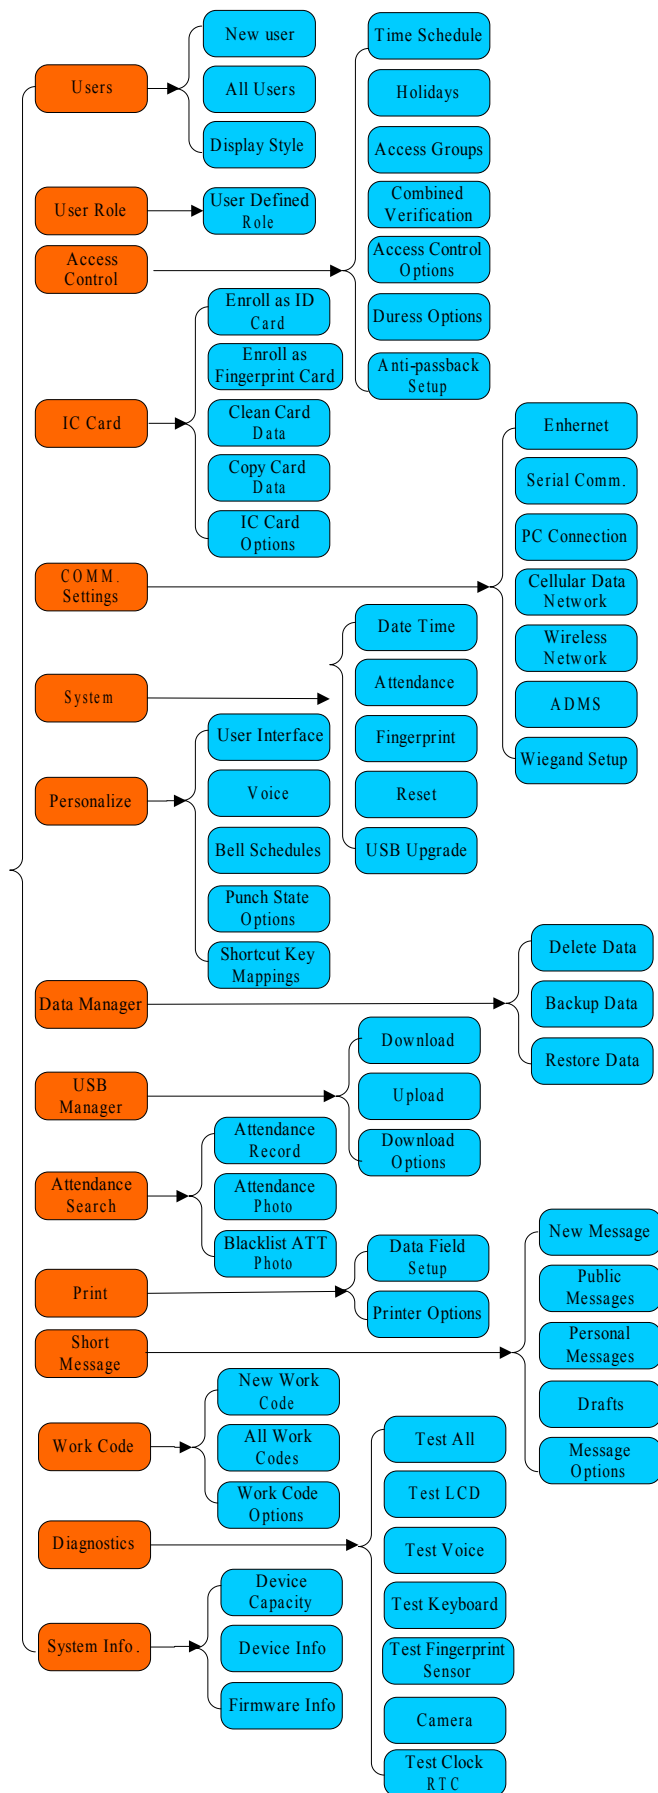 Users
New user
All Users
Display Style
User Role
User Defined
Role
Access
Control
Time Schedule
Holidays
Access Groups
Combined
Verification
Access Control
Options
Duress Options
Anti-passback
Setup
IC Card
Enroll as ID
Card
Enroll as
Fingerprint Card
Clean Card
Data
Copy Card
Data
IC Card
Options
COMM.
Settings
Enhernet
Serial Comm.
PC Connection
Cellular Data
Network
Wireless
Network
ADMS
Wiegand Setup
System
Date Time
Attendance
Fingerprint
Reset
USB Upgrade
Personalize
User Interface
Voice
Bell Schedules
Punch State
Options
Shortcut Key
Mappings
Data Manager
Delete Data
Backup Data
Restore Data
USB
Manager
Download
Upload
Download
Options
Attendance
Search
Attendance
Record
Attendance
Photo
Blacklist ATT
Photo
Print
Data Field
Setup
Printer Options
Short
Message
New Message
Public
Messages
Personal
Messages
Drafts
Message
Options
Work Code
New Work
Code
All Work
Codes
Work Code
Options
Diagnostics
Test All
Test LCD
Test Voice
Test Keyboard
Test Fingerprint
Sensor
Camera
Test Clock
RTC
System Info .
Device
Capacity
Device Info
Firmware Info